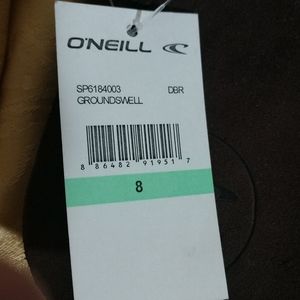 O'NEILL
SP6184003 DBR
GROUNDSWELL
8 86482 91951 7
8